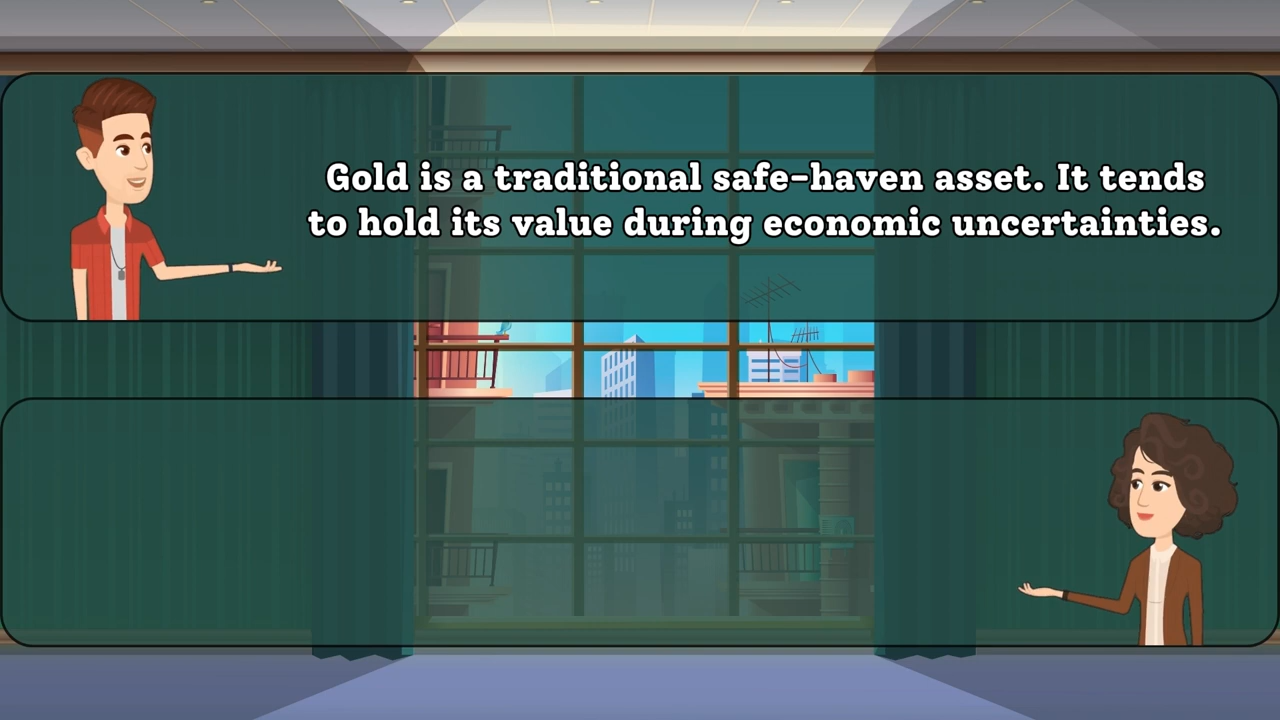 Gold is a traditional safe-haven asset. It tends
to hold its value during economic uncertainties.